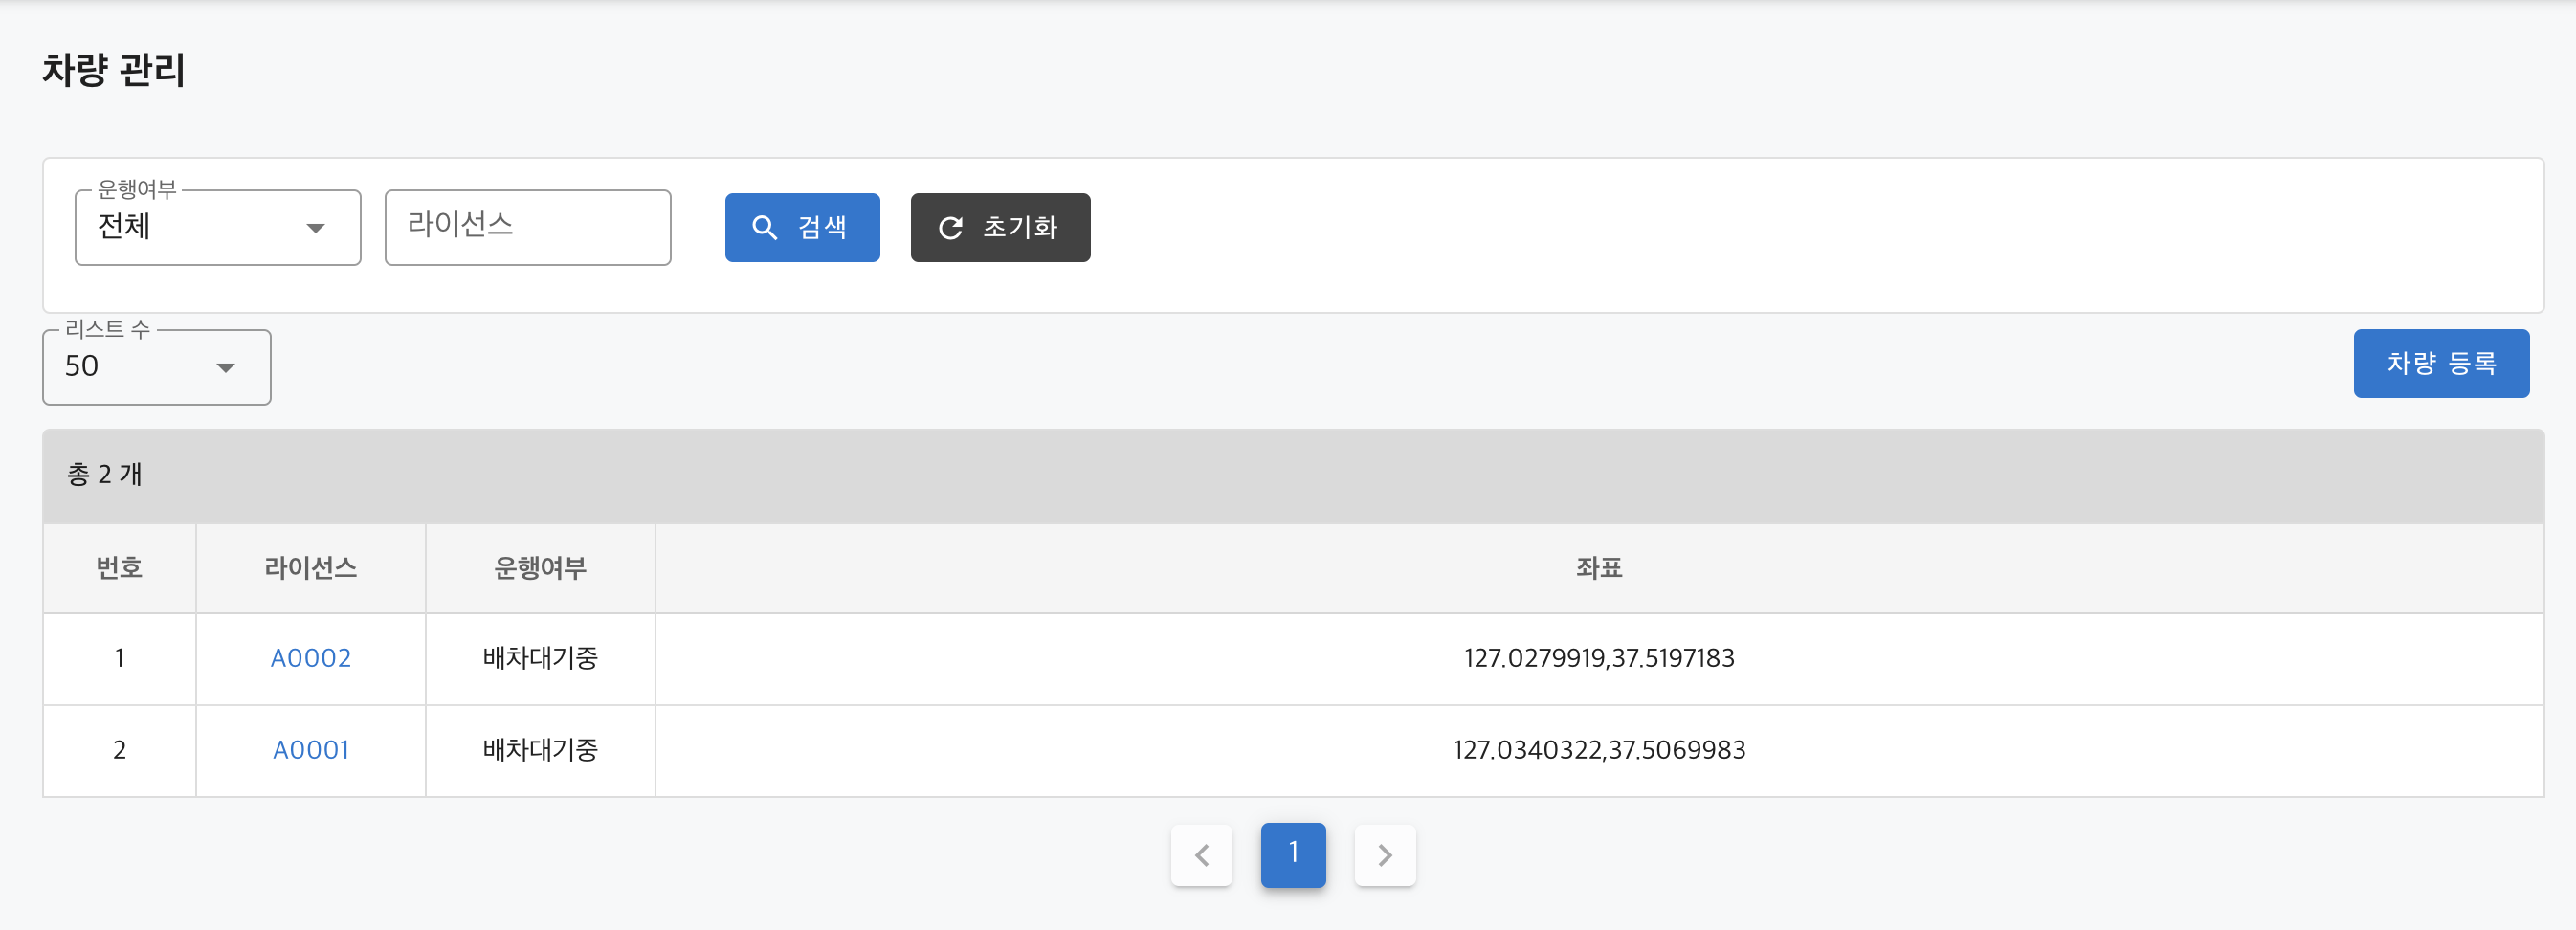 차량 관리
운행여부
전체
라이선스
검색
초기화
리스트 수
50
차량 등록
총 2 개
번호 라이선스 운행여부 좌표
1 A0002 배차대기중 127.0279919,37.5197183
2 A0001 배차대기중 127.0340322,37.5069983
1